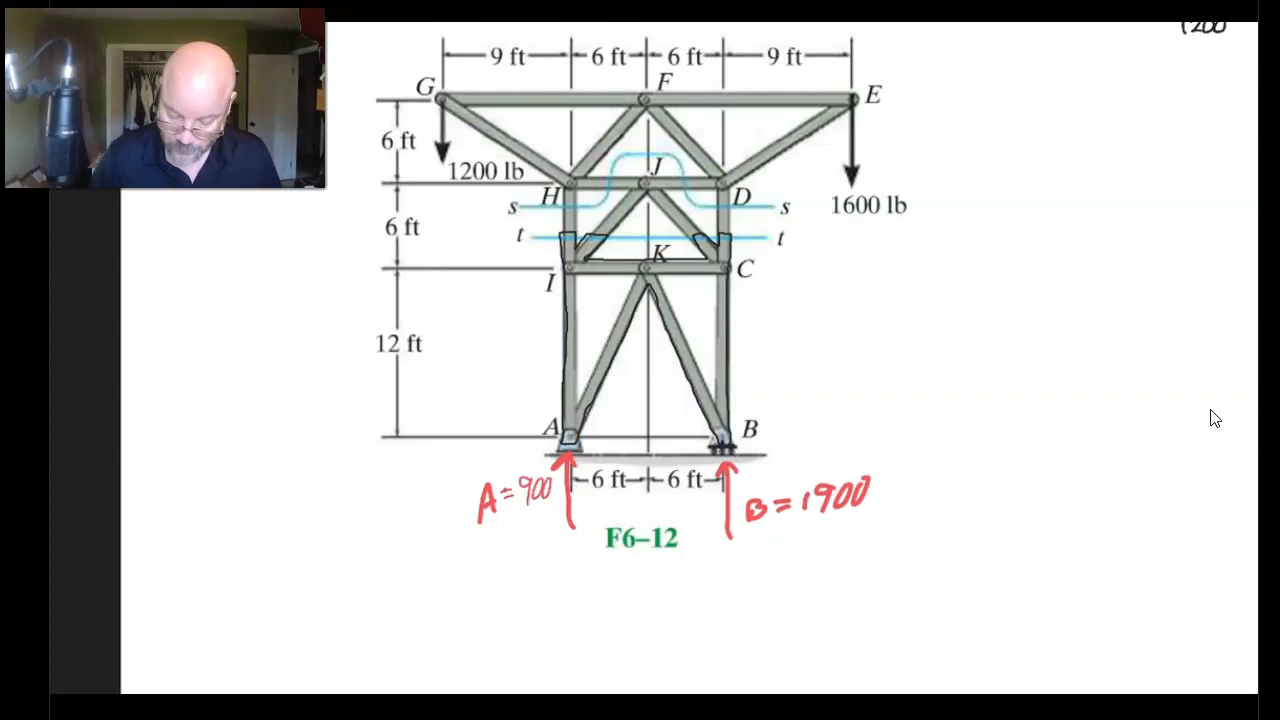 1200
9 ft 6 ft 6 ft 9 ft
G F E
6 ft
1200 lb J
H D 1600 lb
s s
6 ft t t
K C
I
12 ft
A B
6 ft 6 ft
A = 900 B = 1900
F6–12